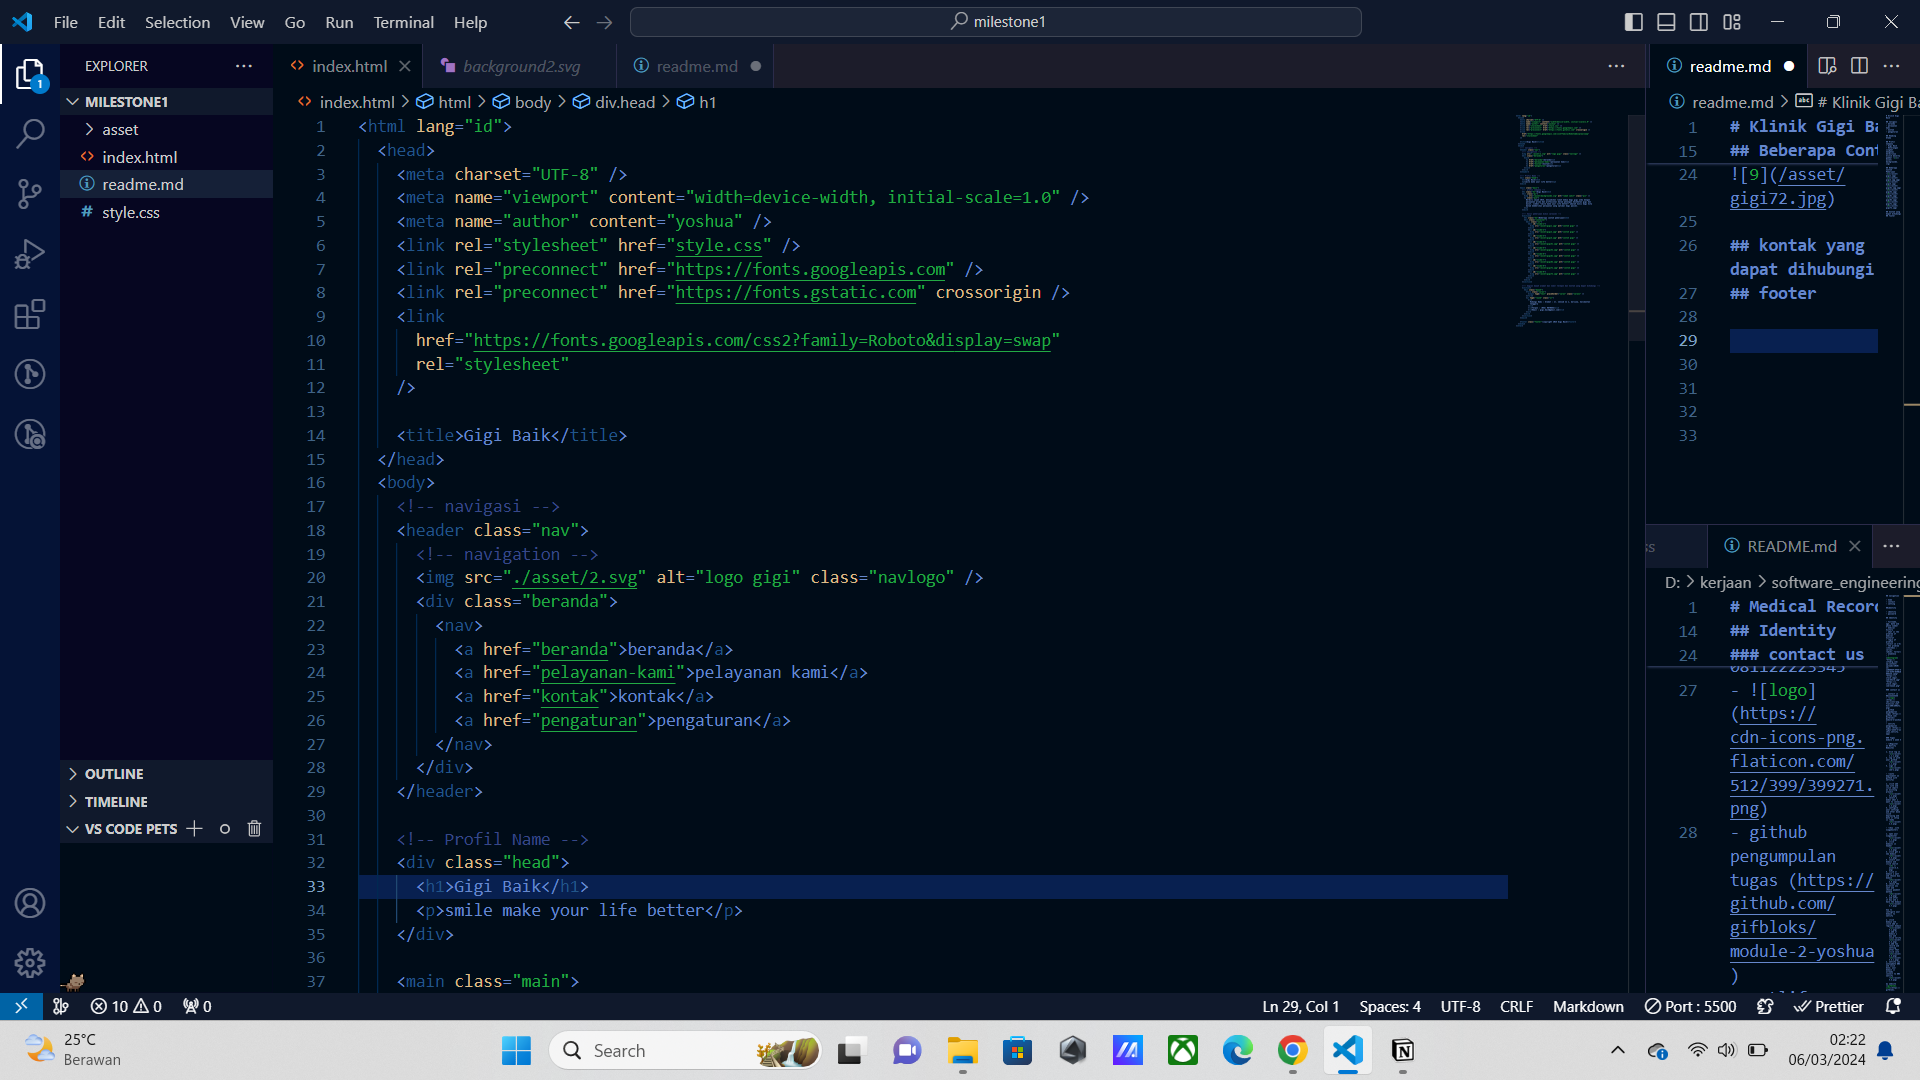 File Edit Selection View Go Run Terminal Help
milestone1
EXPLORER
MILESTONE1
asset
index.html
readme.md
style.css
OUTLINE
TIMELINE
VS CODE PETS
1
index.html
background2.svg
readme.md
index.html > html > body > div.head > h1
1 <html lang="id">
2 <head>
3 <meta charset="UTF-8" />
4 <meta name="viewport" content="width=device-width, initial-scale=1.0" />
5 <meta name="author" content="yoshua" />
6 <link rel="stylesheet" href="style.css" />
7 <link rel="preconnect" href="https://fonts.googleapis.com" />
8 <link rel="preconnect" href="https://fonts.gstatic.com" crossorigin />
9 <link
10 href="https://fonts.googleapis.com/css2?family=Roboto&display=swap"
11 rel="stylesheet"
12 />
13
14 <title>Gigi Baik</title>
15 </head>
16 <body>
17 <!-- navigasi -->
18 <header class="nav">
19 <!-- navigation -->
20 <img src="./asset/2.svg" alt="logo gigi" class="navlogo" />
21 <div class="beranda">
22 <nav>
23 <a href="beranda">beranda</a>
24 <a href="pelayanan-kami">pelayanan kami</a>
25 <a href="kontak">kontak</a>
26 <a href="pengaturan">pengaturan</a>
27 </nav>
28 </div>
29 </header>
30
31 <!-- Profil Name -->
32 <div class="head">
33 <h1>Gigi Baik</h1>
34 <p>smile make your life better</p>
35 </div>
36
37 <main class="main">
readme.md
readme.md > # Klinik Gigi Ba
1 # Klinik Gigi Ba
15 ## Beberapa Cont
24 ![9](/asset/
gigi72.jpg)
25
26 ## kontak yang
dapat dihubungi
27 ## footer
28
29
30
31
32
33
ss
README.md
D: > kerjaan > software_engineering
1 # Medical Record
14 ## Identity
24 ### contact us
27 - ![logo]
(https://
cdn-icons-png.
flaticon.com/
512/399/399271.
png)
28 - github
pengumpulan
tugas (https://
github.com/
gifbloks/
module-2-yoshua
)
10 0 0
Ln 29, Col 1 Spaces: 4 UTF-8 CRLF Markdown Port : 5500 Prettier
25°C
Berawan
Search
02:22
06/03/2024